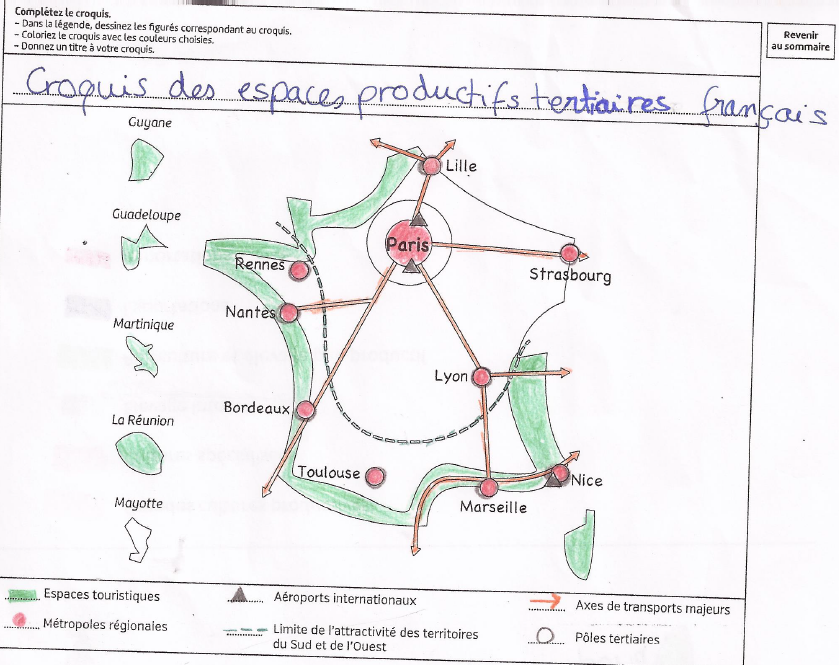 Complétez le croquis.
- Dans la légende, dessinez les figurés correspondant au croquis.
- Coloriez le croquis avec les couleurs choisies.
- Donnez un titre à votre croquis.
Revenir
au sommaire
Croquis des espaces productifs tertiaires français
Guyane
Lille
Guadeloupe
Paris
Rennes
Strasbourg
Nantes
Martinique
Lyon
Bordeaux
La Réunion
Toulouse
Nice
Mayotte
Marseille
Espaces touristiques
Aéroports internationaux
Axes de transports majeurs
Métropoles régionales
Limite de l'attractivité des territoires
du Sud et de l'Ouest
Pôles tertiaires